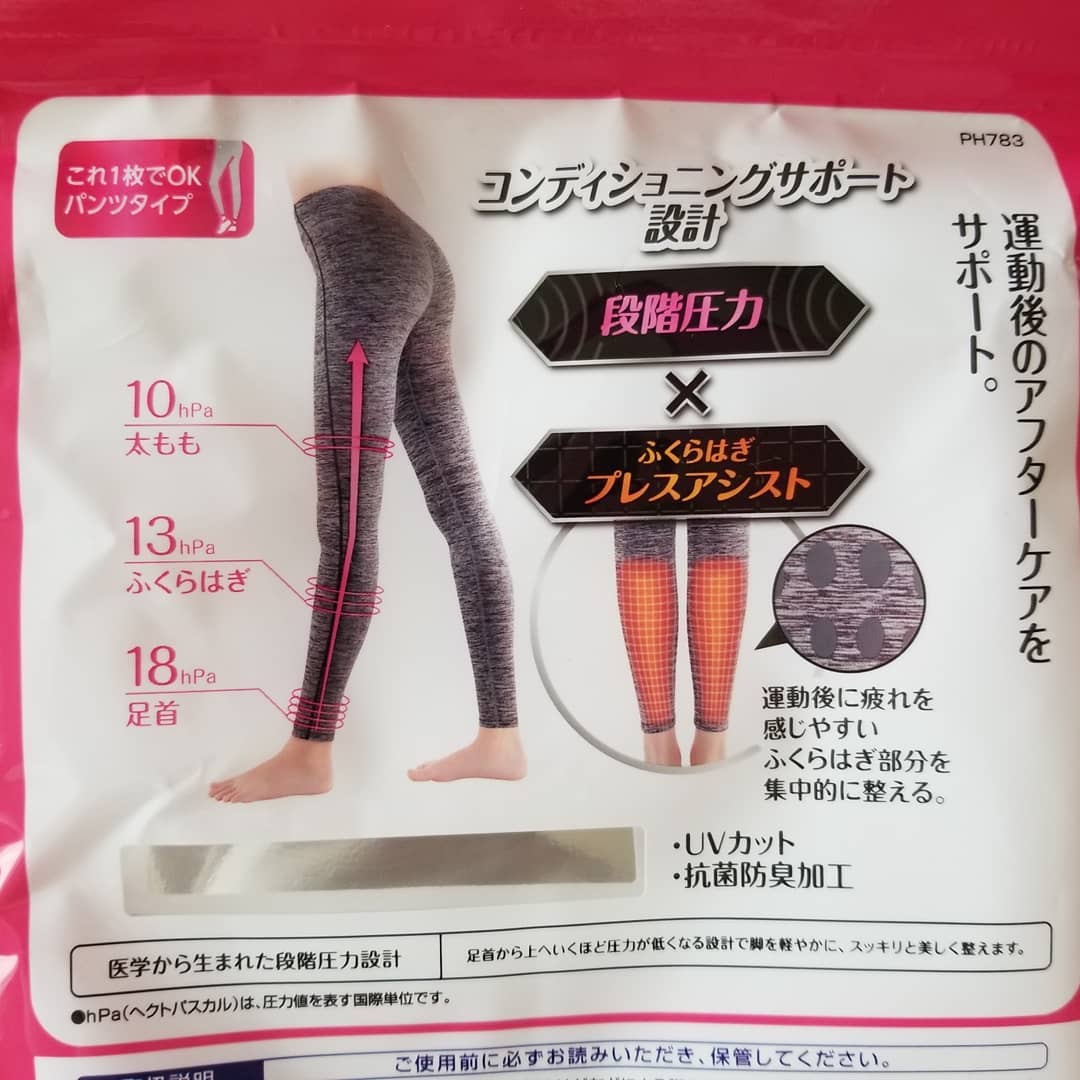 PH783
これ1枚でOK
パンツタイプ
コンディショニングサポート
設計
運動後のアフターケアを
サポート。
段階圧力
×
ふくらはぎ
プレスアシスト
10hPa
太もも
13hPa
ふくらはぎ
18hPa
足首
運動後に疲れを
感じやすい
ふくらはぎ部分を
集中的に整える。
・UVカット
・抗菌防臭加工
医学から生まれた段階圧力設計
足首から上へいくほど圧力が低くなる設計で脚を軽やかに、スッキリと美しく整えます。
●hPa(ヘクトパスカル)は、圧力値を表す国際単位です。
ご使用前に必ずお読みいただき、保管してください。